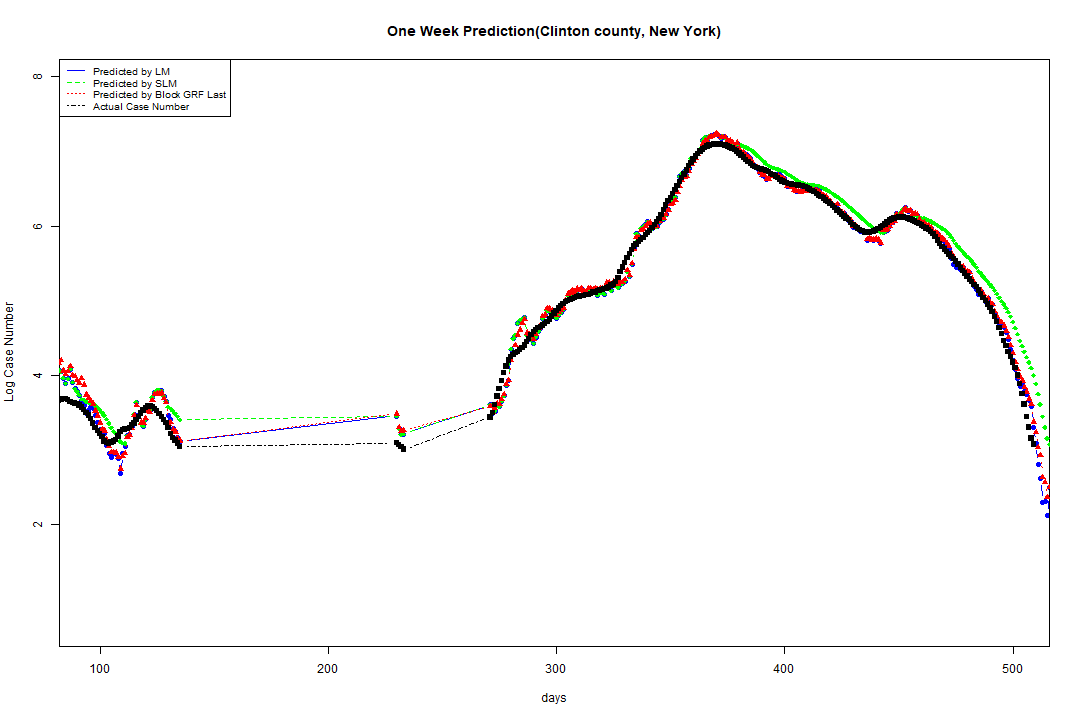 One Week Prediction(Clinton county, New York)
Predicted by LM
Predicted by SLM
Predicted by Block GRF Last
Actual Case Number
8
6
4
2
Log Case Number
100 200 300 400 500
days